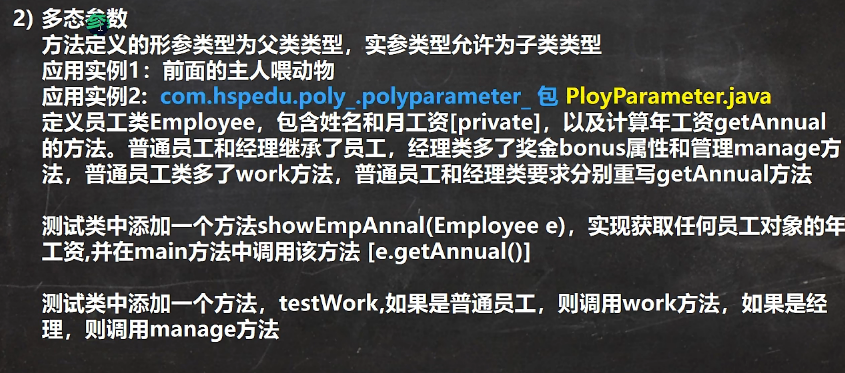 2) 多态参数
方法定义的形参类型为父类类型，实参类型允许为子类类型
应用实例1：前面的主人喂动物
应用实例2: com.hspedu.poly_.polyparameter_ 包 PloyParameter.java
定义员工类Employee，包含姓名和月工资[private]，以及计算年工资getAnnual
的方法。普通员工和经理继承了员工，经理类多了奖金bonus属性和管理manage方
法，普通员工类多了work方法，普通员工和经理类要求分别重写getAnnual方法
测试类中添加一个方法showEmpAnnal(Employee e)，实现获取任何员工对象的年
工资,并在main方法中调用该方法 [e.getAnnual()]
测试类中添加一个方法，testWork,如果是普通员工，则调用work方法，如果是经
理，则调用manage方法